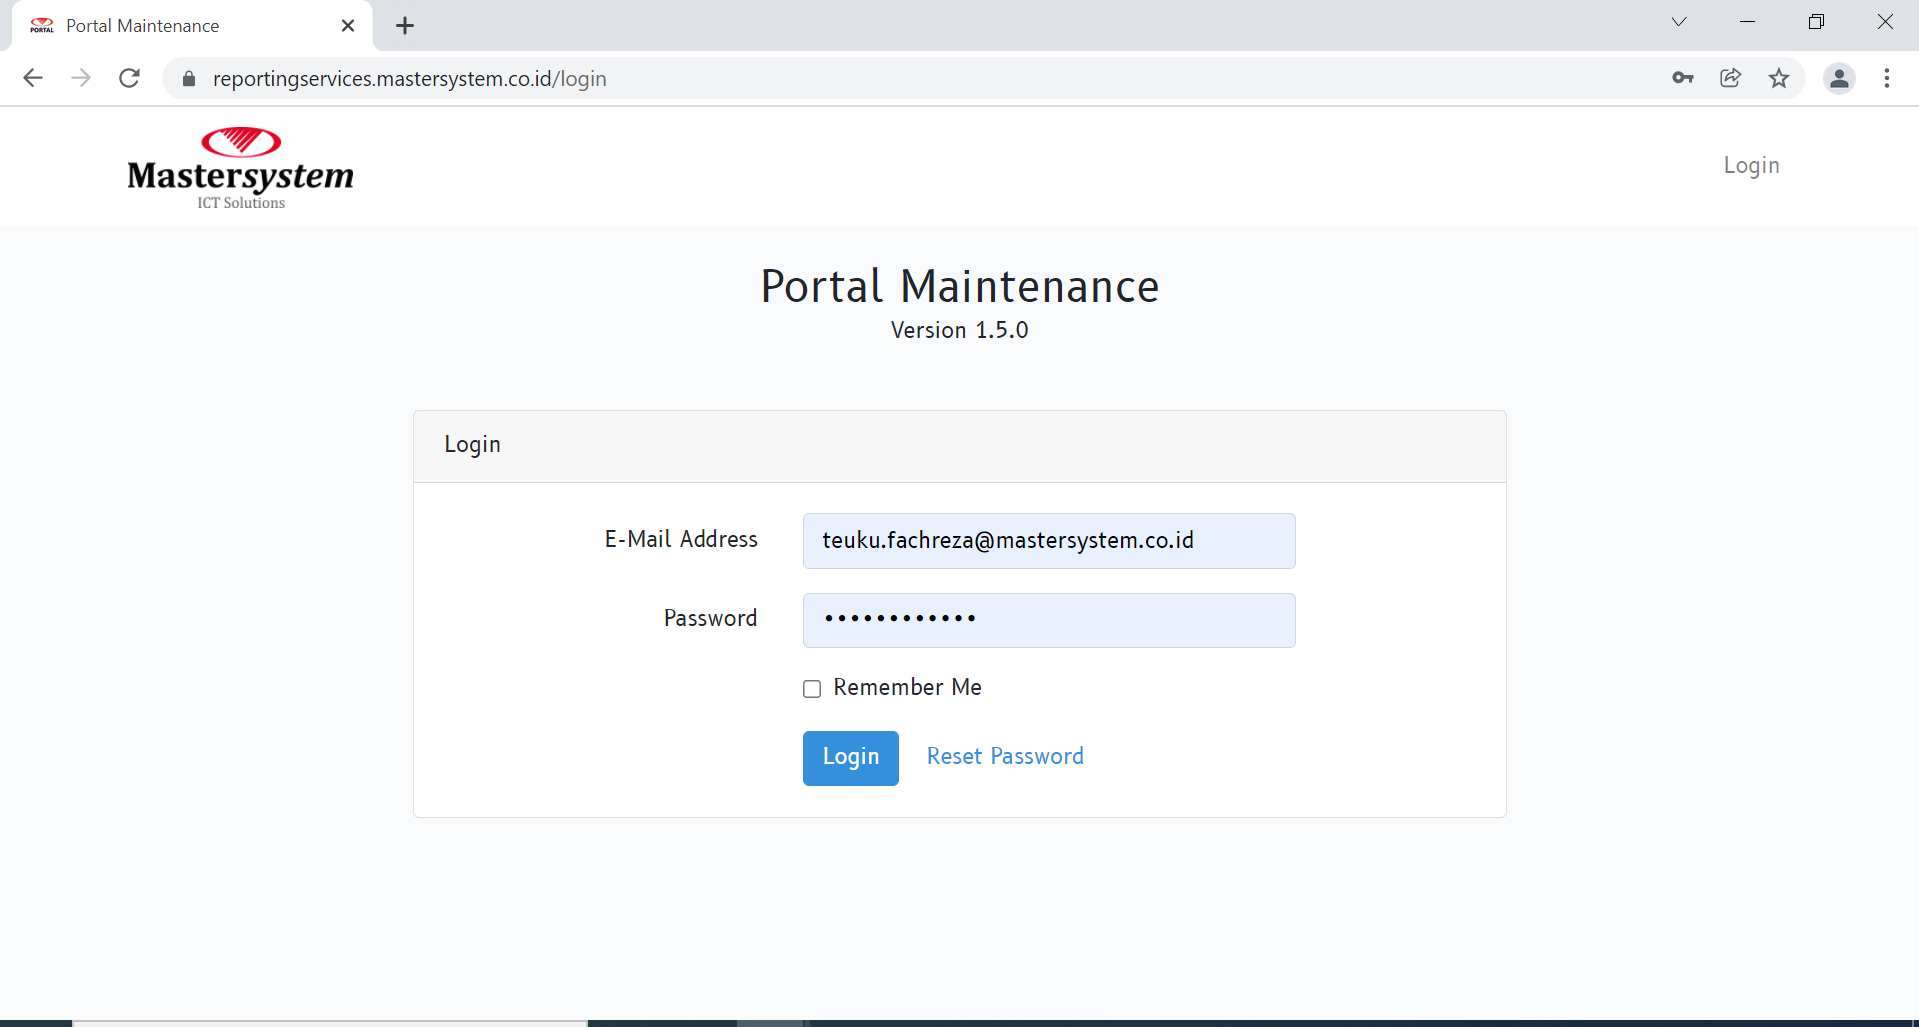 PORTAL
Portal Maintenance
reportingservices.mastersystem.co.id/login
Mastersystem
ICT Solutions
Login
Portal Maintenance
Version 1.5.0
Login
E-Mail Address
teuku.fachreza@mastersystem.co.id
Password
••••••••••••
Remember Me
Login
Reset Password